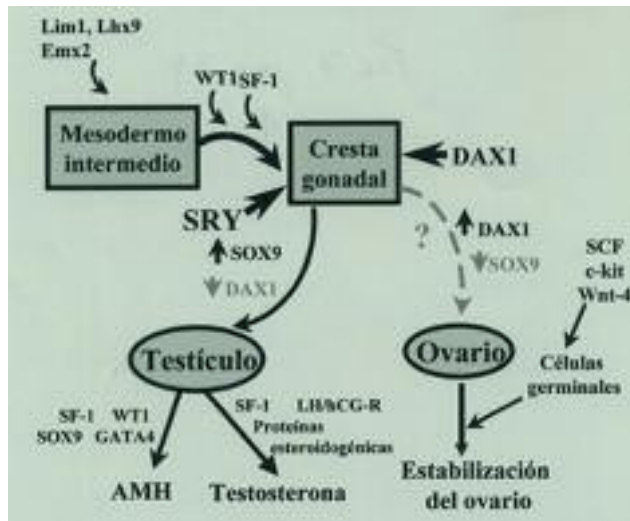 Lim1, Lhx9
Emx2
WT1 SF-1
Mesodermo
intermedio
Cresta
gonadal
DAX1
SRY
SOX9
DAX1
?
DAX1
SOX9
SCF
c-kit
Wnt-4
Testículo
Ovario
Células
germinales
SF-1 WT1
SOX9 GATA4
SF-1 LH/hCG-R
Proteínas
esteroidogénicas
AMH
Testosterona
Estabilización
del ovario